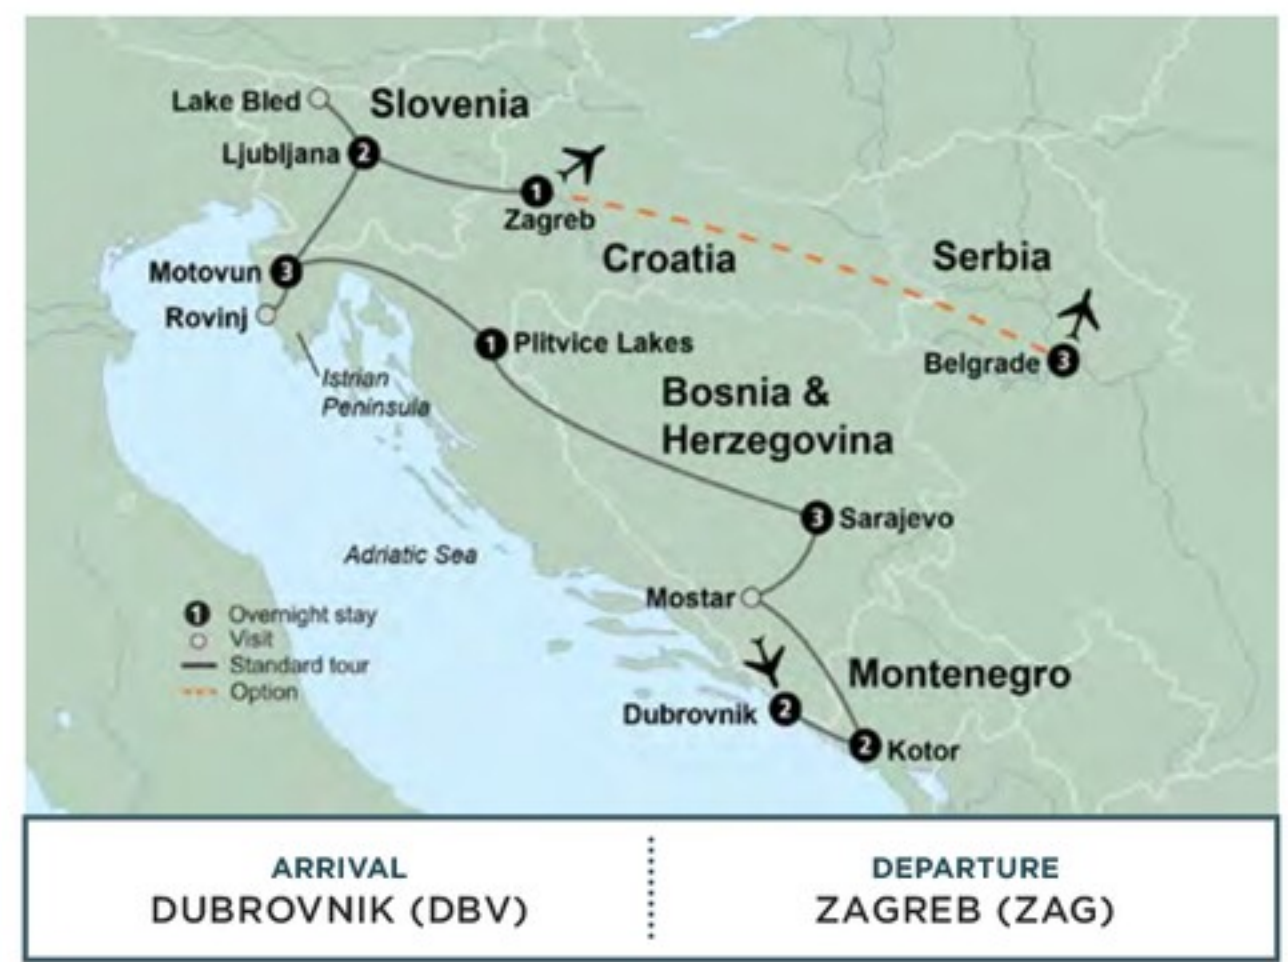 Lake Bled
Slovenia
Ljubljana 2
1
Zagreb
Croatia
Serbia
Motovun 3
Rovinj
1 Plitvice Lakes
Belgrade 3
Istrian
Peninsula
Bosnia &
Herzegovina
3 Sarajevo
Adriatic Sea
Mostar
1 Overnight stay
Visit
Standard tour
Option
Montenegro
Dubrovnik 2
2 Kotor
ARRIVAL
DUBROVNIK (DBV)
DEPARTURE
ZAGREB (ZAG)